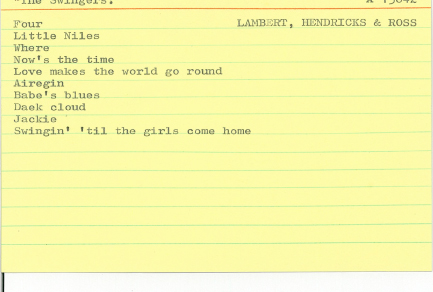 "The Swingers!
Four LAMBERT, HENDRICKS & ROSS
Little Niles
Where
Now's the time
Love makes the world go round
Airegin
Babe's blues
Daek cloud
Jackie
Swingin' 'til the girls come home